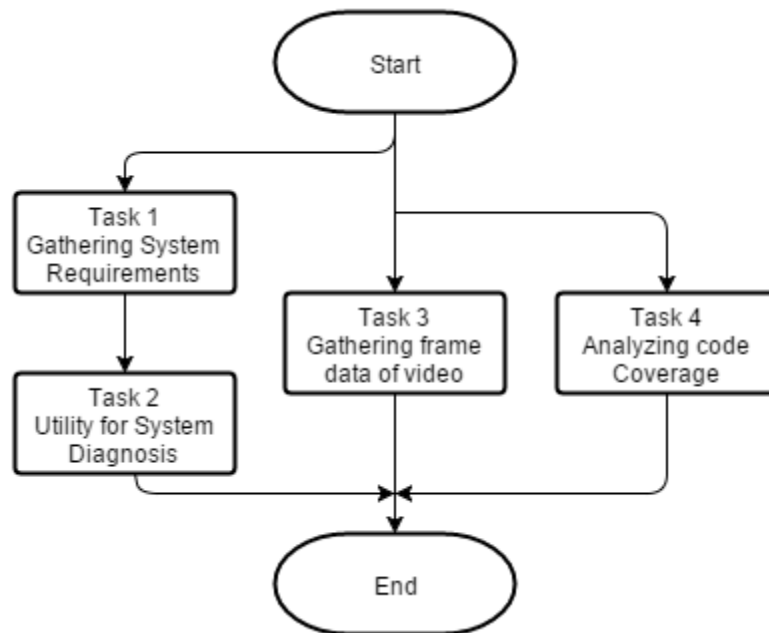 Start
Task 1
Gathering System
Requirements
Task 2
Utility for System
Diagnosis
Task 3
Gathering frame
data of video
Task 4
Analyzing code
Coverage
End